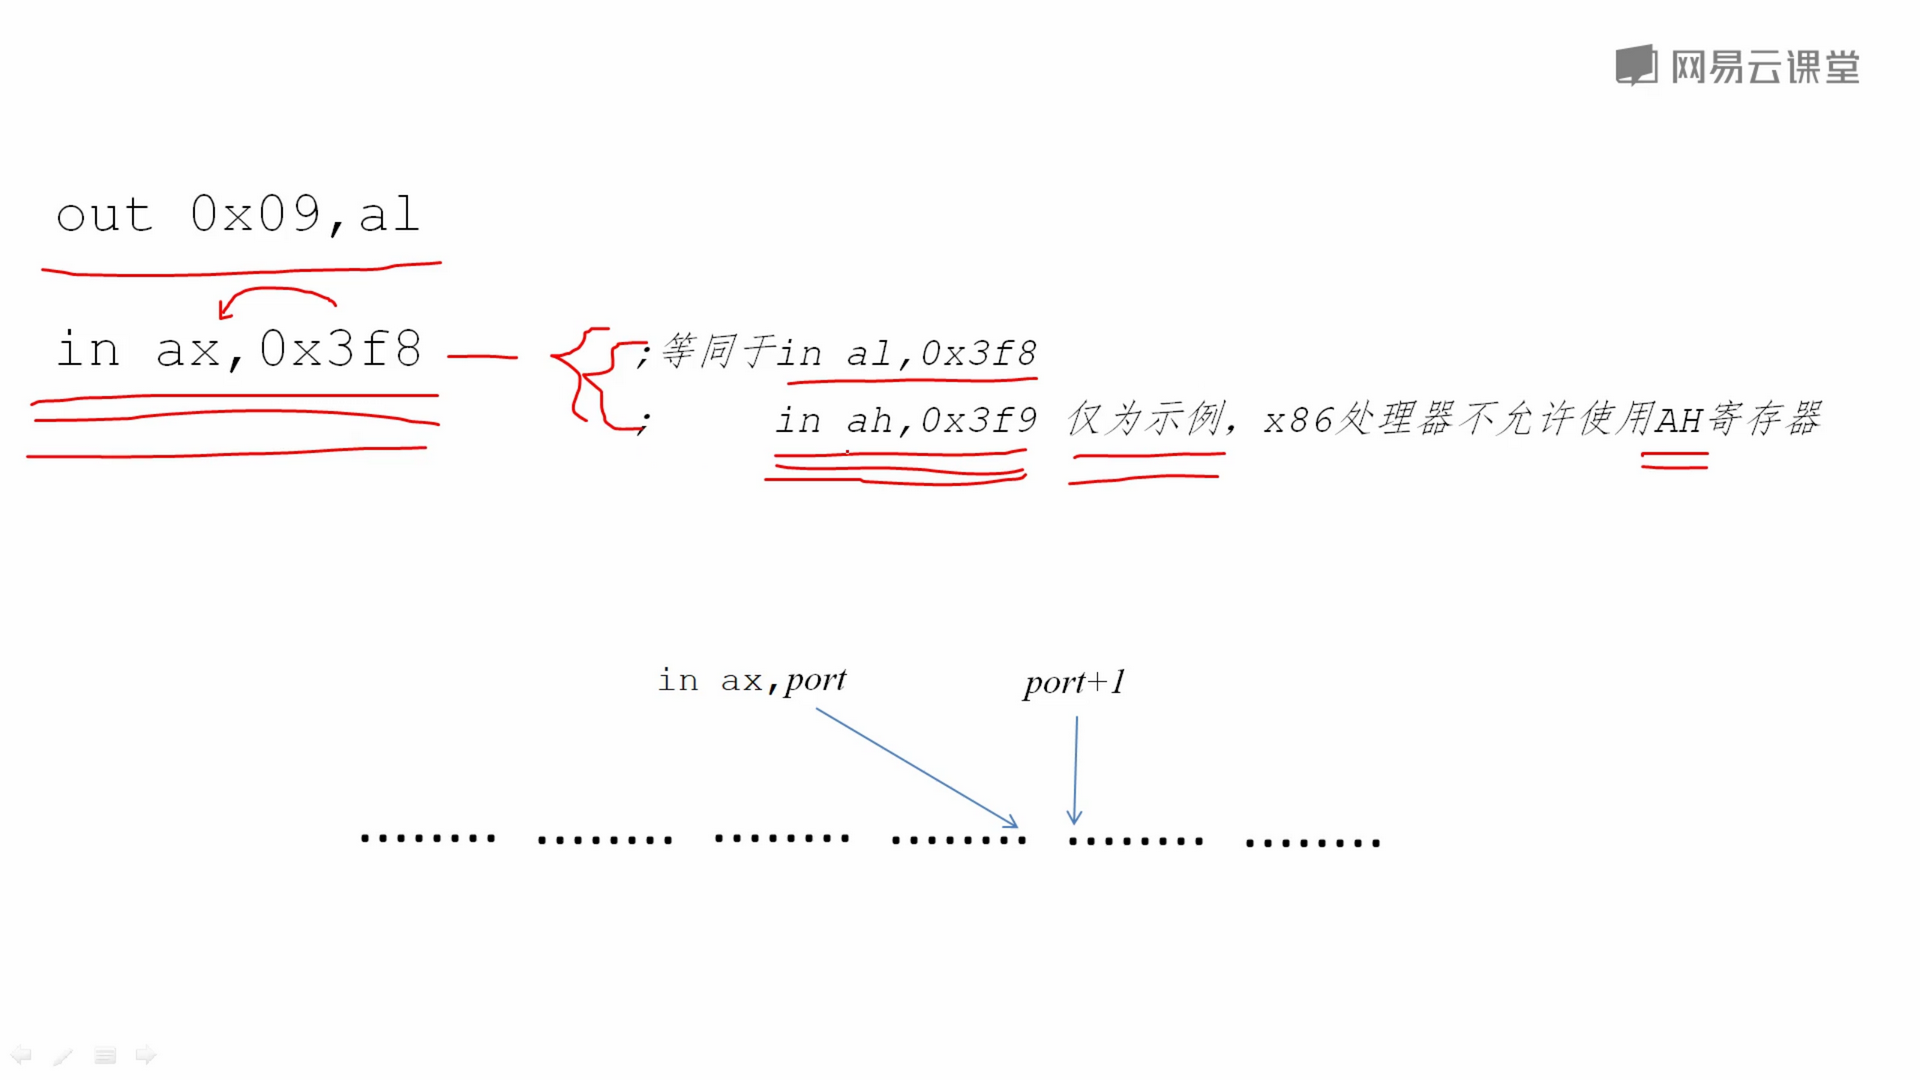 网易云课堂
out 0x09,al
in ax,0x3f8 ;等同于in al,0x3f8
; in ah,0x3f9 仅为示例，x86处理器不允许使用AH寄存器
in ax,port port+1